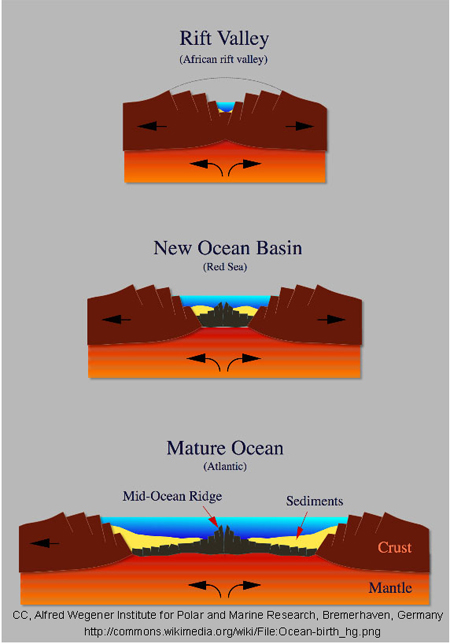 Rift Valley
(African rift valley)
New Ocean Basin
(Red Sea)
Mature Ocean
(Atlantic)
Mid-Ocean Ridge
Sediments
Crust
Mantle
CC, Alfred Wegener Institute for Polar and Marine Research, Bremerhaven, Germany
http://commons.wikimedia.org/wiki/File:Ocean-birth_hg.png